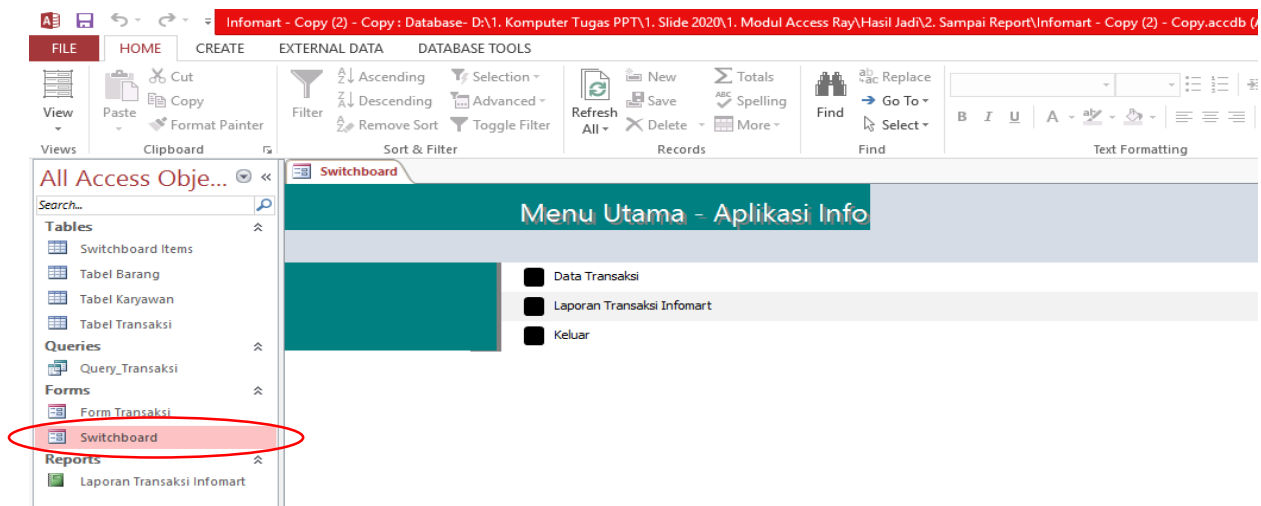 Infomart - Copy (2) - Copy : Database- D:\1. Komputer Tugas PPT\1. Slide 2020\1. Modul Access Ray\Hasil Jadi\2. Sampai Report\Infomart - Copy (2) - Copy.accdb (
FILE HOME CREATE EXTERNAL DATA DATABASE TOOLS
Cut Ascending Selection New Totals Replace
Copy Descending Advanced Save Spelling Go To
View Paste Format Painter Filter Remove Sort Toggle Filter Refresh All Delete More Find Select B I U A
Views Clipboard Sort & Filter Records Find Text Formatting
All Access Obje...
Search...
Tables
Switchboard Items
Tabel Barang
Tabel Karyawan
Tabel Transaksi
Queries
Query_Transaksi
Forms
Form Transaksi
Switchboard
Reports
Laporan Transaksi Infomart
Switchboard
Menu Utama - Aplikasi Info
Data Transaksi
Laporan Transaksi Infomart
Keluar